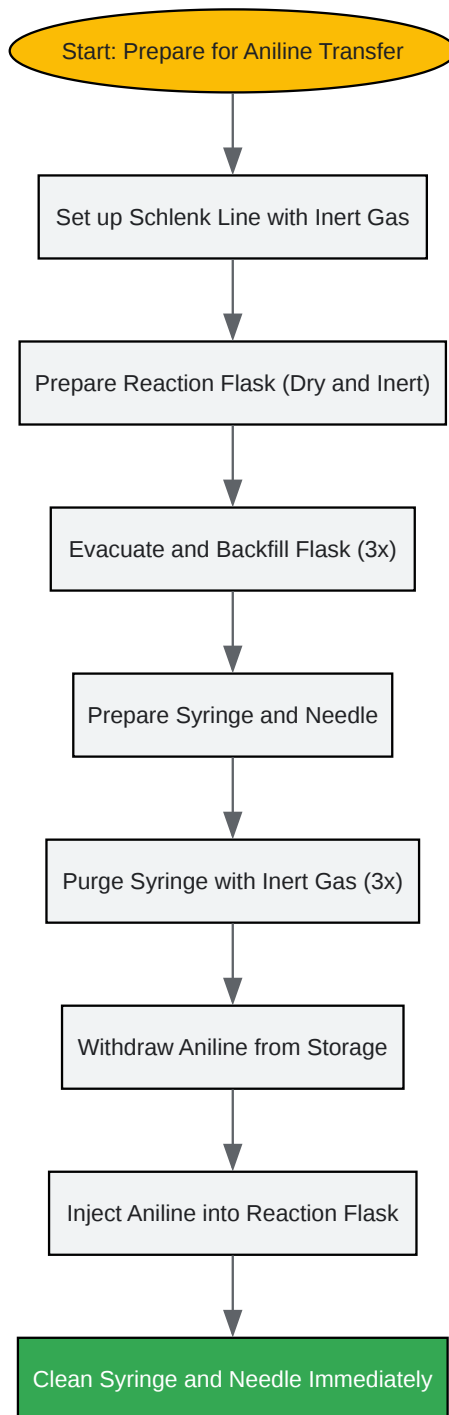 Start: Prepare for Aniline Transfer
Set up Schlenk Line with Inert Gas
Prepare Reaction Flask (Dry and Inert)
Evacuate and Backfill Flask (3x)
Prepare Syringe and Needle
Purge Syringe with Inert Gas (3x)
Withdraw Aniline from Storage
Inject Aniline into Reaction Flask
Clean Syringe and Needle Immediately